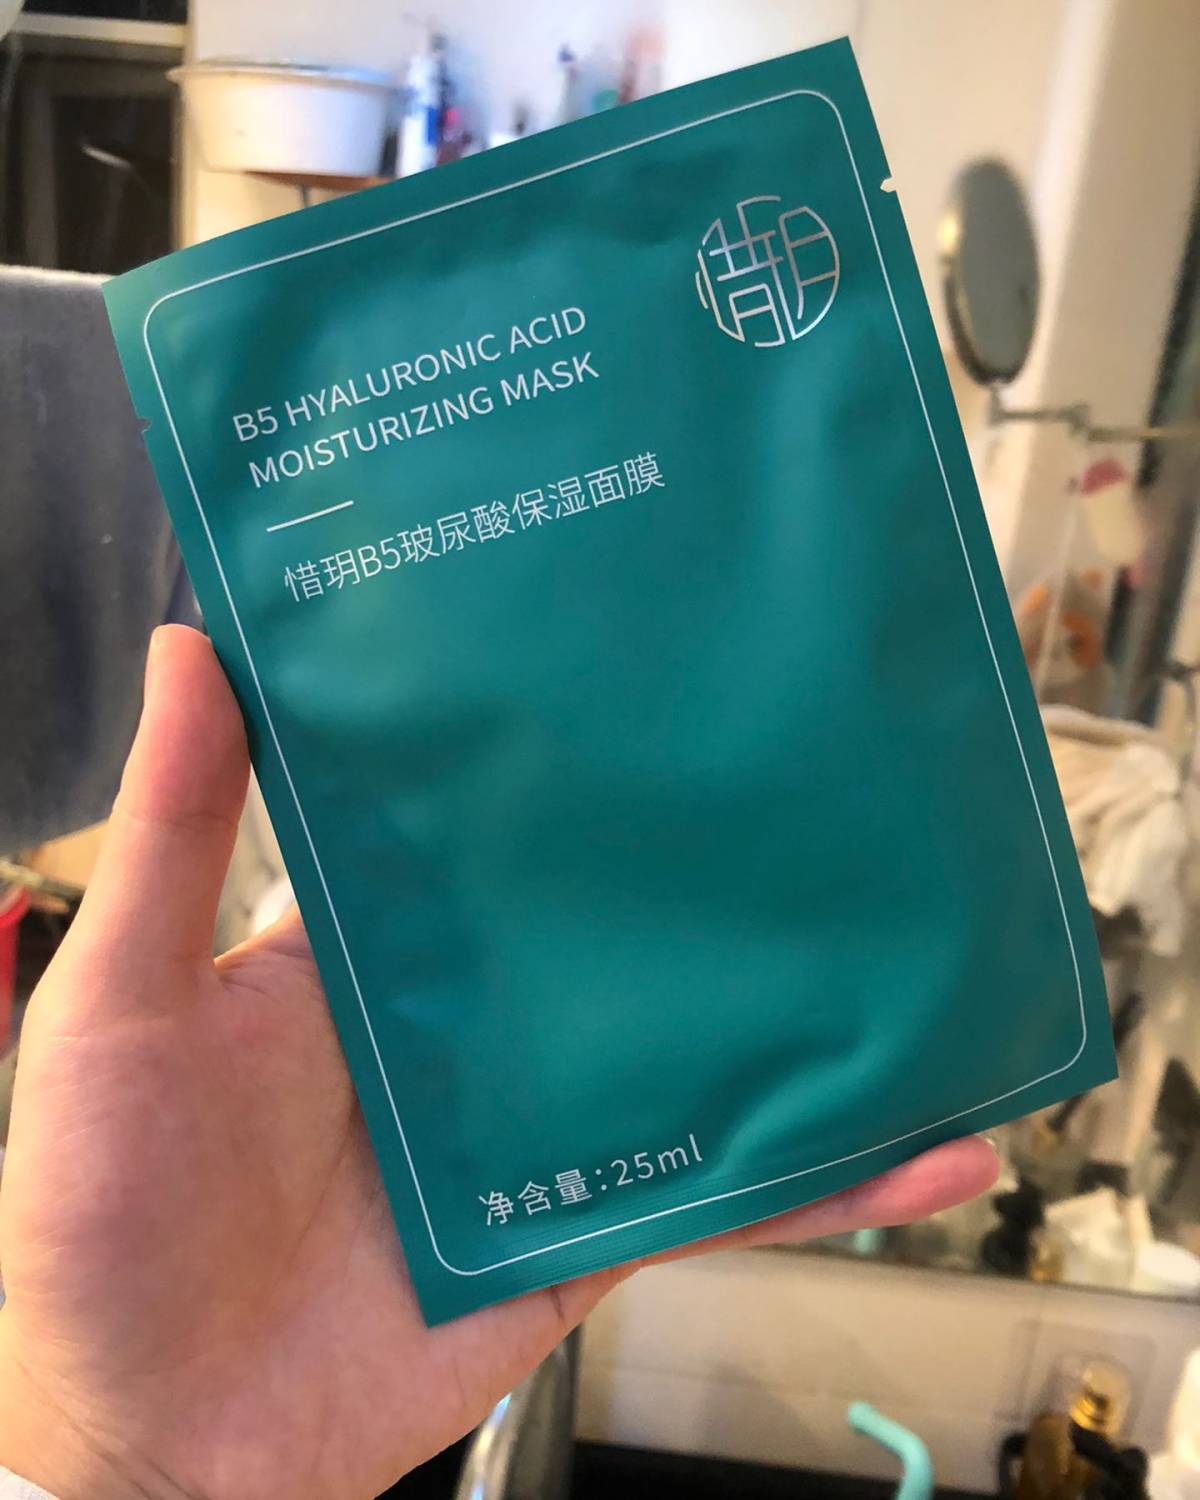 惜玥
B5 HYALURONIC ACID
MOISTURIZING MASK
惜玥B5玻尿酸保湿面膜
净含量:25ml